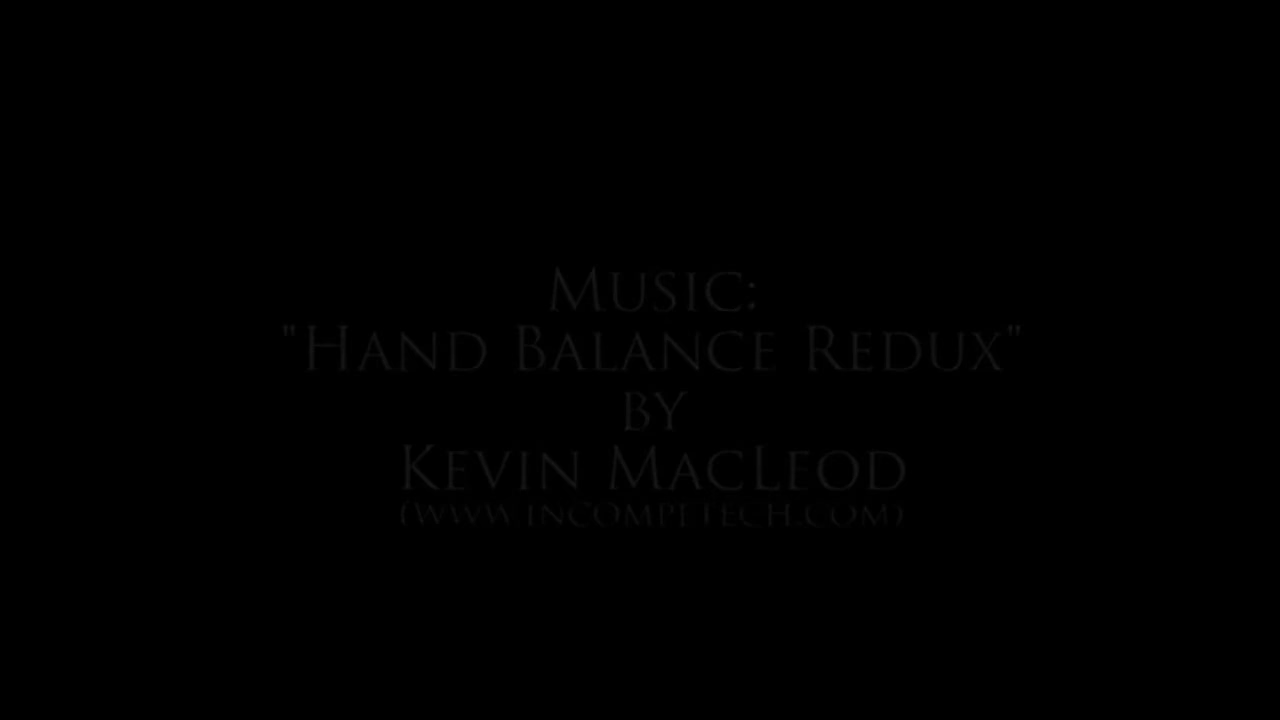 MUSIC:
"HAND BALANCE REDUX"
BY
KEVIN MACLEOD
(WWW.INCOMPETECH.COM)